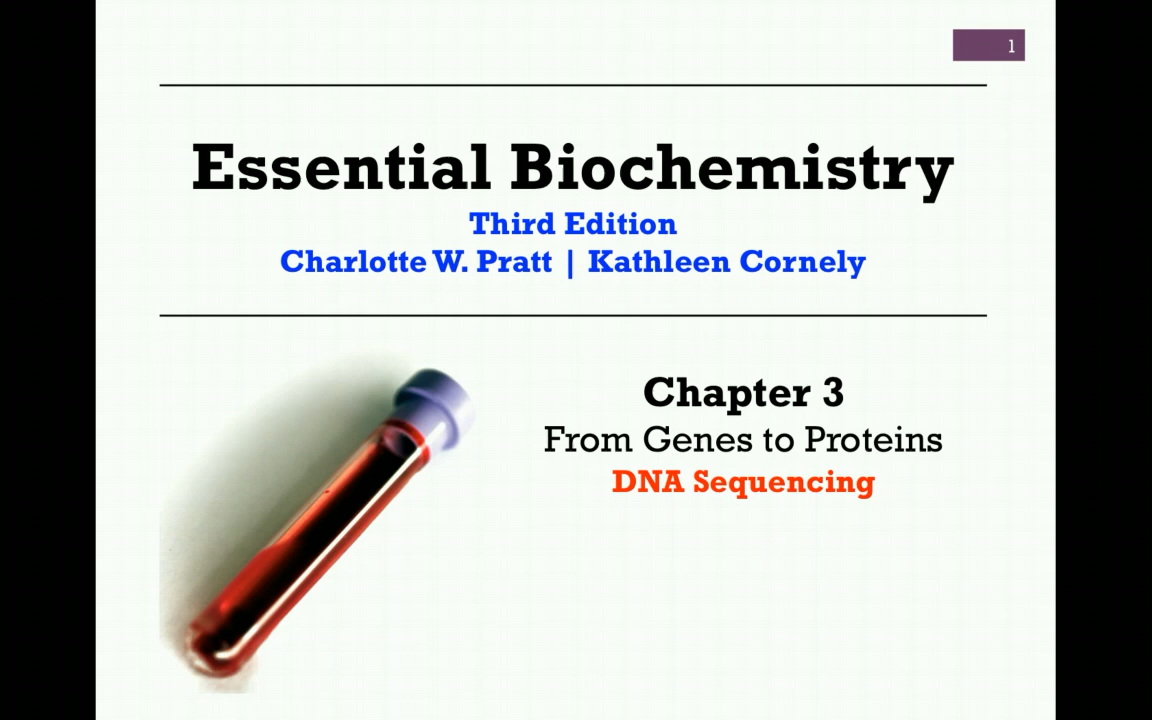 1
Essential Biochemistry
Third Edition
Charlotte W. Pratt | Kathleen Cornely
Chapter 3
From Genes to Proteins
DNA Sequencing